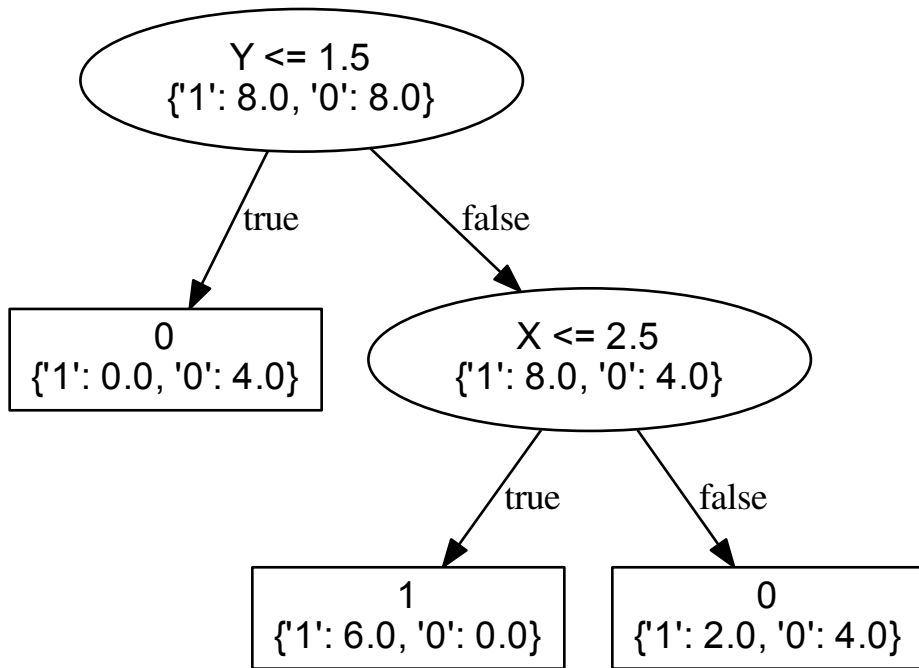 Y <= 1.5
{'1': 8.0, '0': 8.0}
true
false
0
{'1': 0.0, '0': 4.0}
X <= 2.5
{'1': 8.0, '0': 4.0}
true
false
1
{'1': 6.0, '0': 0.0}
0
{'1': 2.0, '0': 4.0}